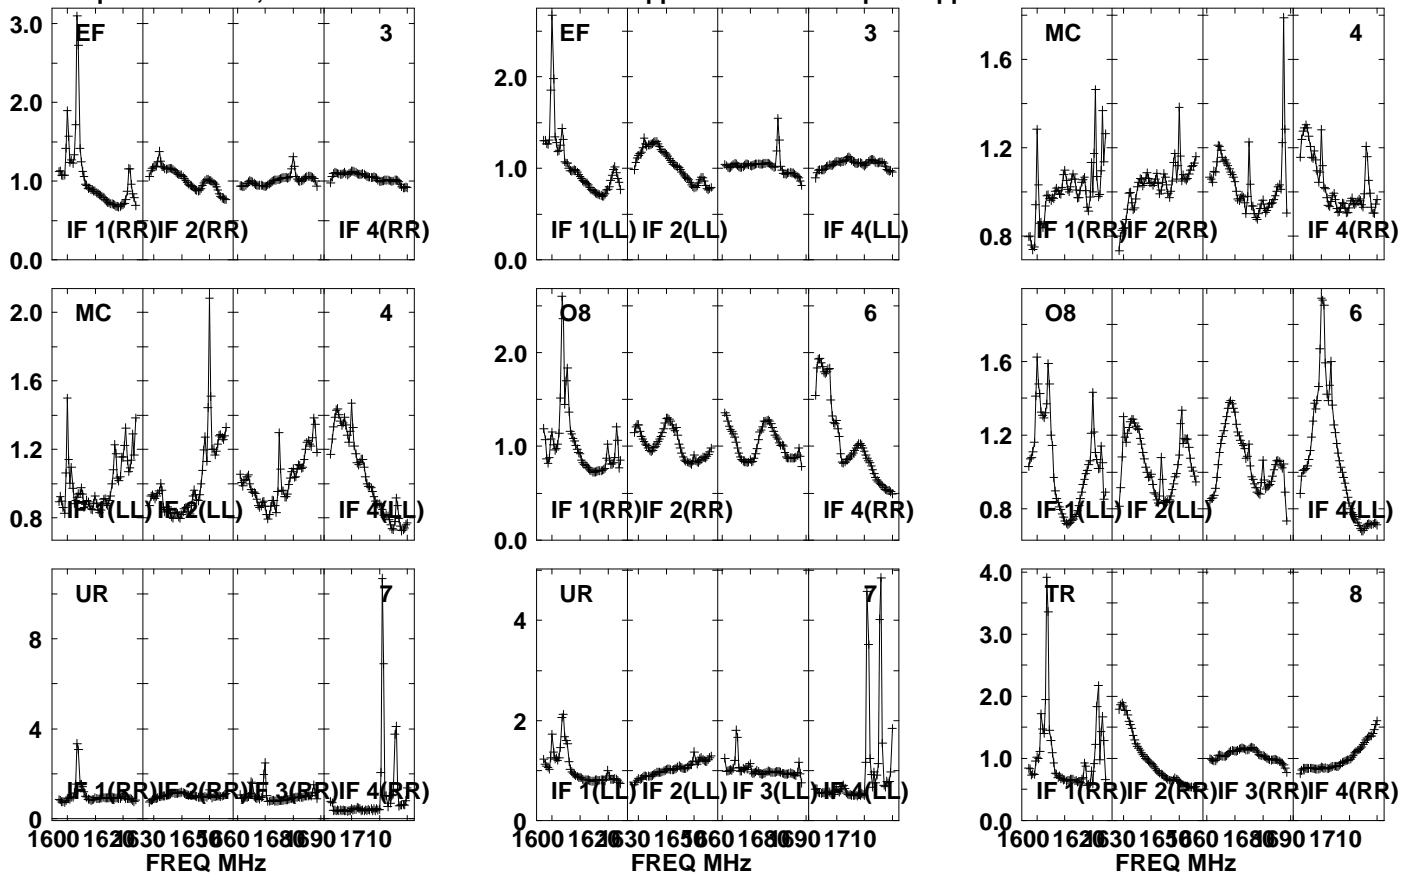 EF 3 EF 3 MC 4
3.0
2.0 2.0 1.6
1.0 1.0 1.2
IF 1(RR) IF 2(RR) IF 4(RR) IF 1(LL) IF 2(LL) IF 4(LL) IF 1(RR) IF 2(RR) IF 4(RR)
0.0 0.0 0.8
MC 4 O8 6 O8 6
2.0
1.6 2.0 1.6
1.2 1.0 1.2
IF 1(LL) IF 2(LL) IF 4(LL) IF 1(RR) IF 2(RR) IF 4(RR) IF 1(LL) IF 2(LL) IF 4(LL)
0.8 0.0 0.8
UR 7 UR 7 TR 8
4.0
8 4 3.0
4 2 2.0
1.0
IF 1(RR) IF 2(RR) IF 3(RR) IF 4(RR) IF 1(LL) IF 2(LL) IF 3(LL) IF 4(LL) IF 1(RR) IF 2(RR) IF 3(RR) IF 4(RR)
0 0 0.0
1600 1620 1630 1650 1660 1680 1690 1710 1600 1620 1630 1650 1660 1680 1690 1710 1600 1620 1630 1650 1660 1680 1690 1710
FREQ MHz FREQ MHz